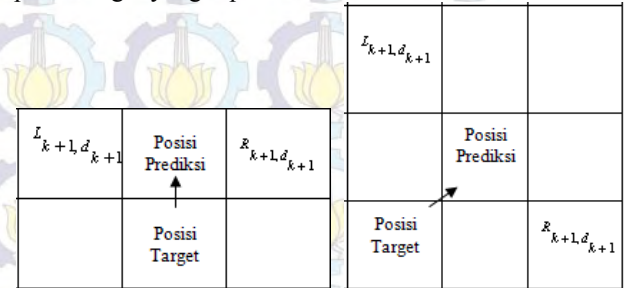 L k+1, d k+1
Posisi
Prediksi
R k+1, d k+1
Posisi
Target
L k+1, d k+1
Posisi
Prediksi
Posisi
Target
R k+1, d k+1